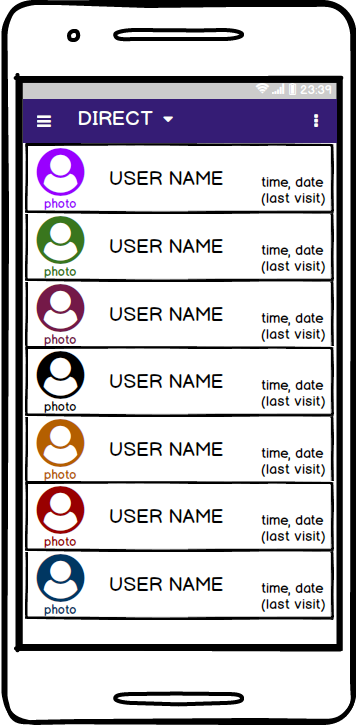 23:39
DIRECT
USER NAME
time, date
(last visit)
photo
USER NAME
time, date
(last visit)
photo
USER NAME
time, date
(last visit)
photo
USER NAME
time, date
(last visit)
photo
USER NAME
time, date
(last visit)
photo
USER NAME
time, date
(last visit)
photo
USER NAME
time, date
(last visit)
photo